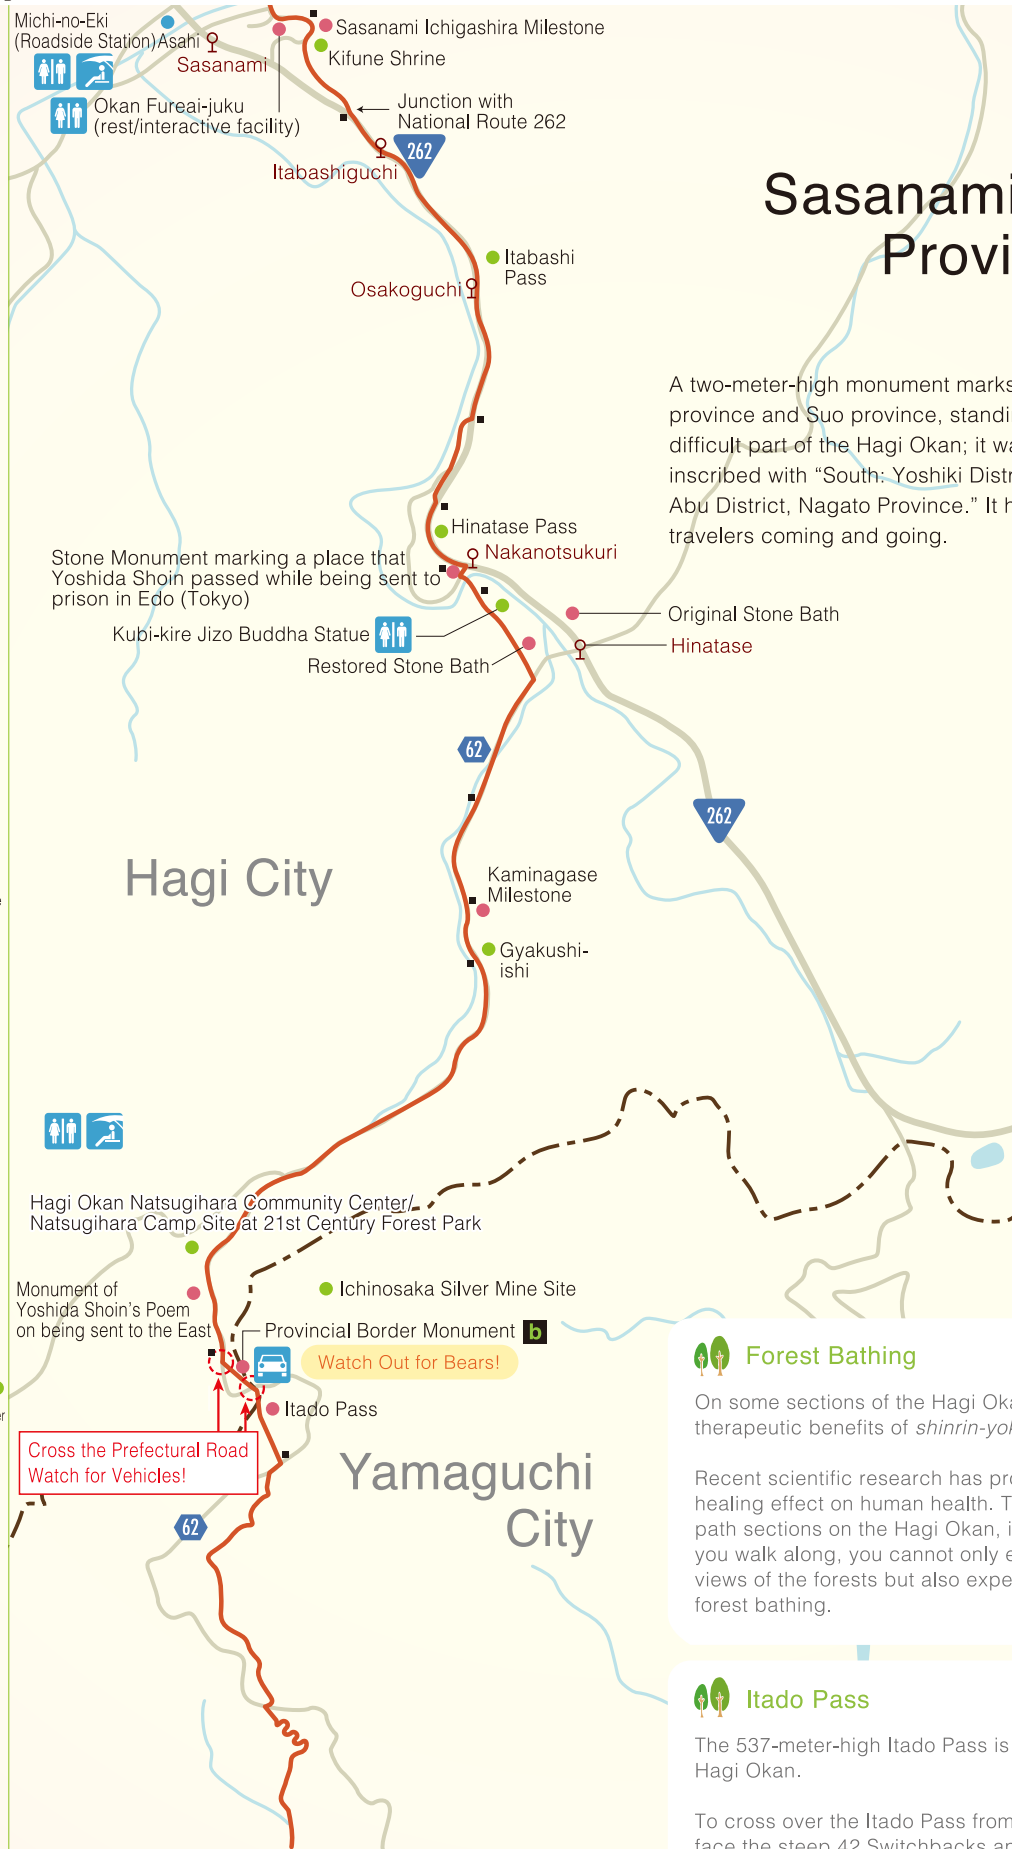 Michi-no-Eki
(Roadside Station)Asahi
Sasanami
Sasanami Ichigashira Milestone
Kifune Shrine
Okan Fureai-juku
(rest/interactive facility)
Junction with
National Route 262
262
Itabashiguchi
Sasanami
Provi
Itabashi
Pass
Osakoguchi
A two-meter-high monument marks
province and Suo province, standi
difficult part of the Hagi Okan; it wa
inscribed with “South: Yoshiki Distr
Abu District, Nagato Province.” It h
travelers coming and going.
Hinatase Pass
Nakanotsukuri
Stone Monument marking a place that
Yoshida Shoin passed while being sent to
prison in Edo (Tokyo)
Kubi-kire Jizo Buddha Statue
Original Stone Bath
Hinatase
Restored Stone Bath
62
262
Hagi City
Kaminagase
Milestone
Gyakushi-
ishi
Hagi Okan Natsugihara Community Center/
Natsugihara Camp Site at 21st Century Forest Park
Monument of
Yoshida Shoin's Poem
on being sent to the East
Ichinosaka Silver Mine Site
Provincial Border Monument b
Watch Out for Bears!
Itado Pass
Cross the Prefectural Road
Watch for Vehicles!
Yamaguchi
City
62
Forest Bathing
On some sections of the Hagi Oka
therapeutic benefits of shinrin-yok
Recent scientific research has pro
healing effect on human health. T
path sections on the Hagi Okan, i
you walk along, you cannot only e
views of the forests but also expe
forest bathing.
Itado Pass
The 537-meter-high Itado Pass is
Hagi Okan.
To cross over the Itado Pass from
face the steep 42 Switchbacks an